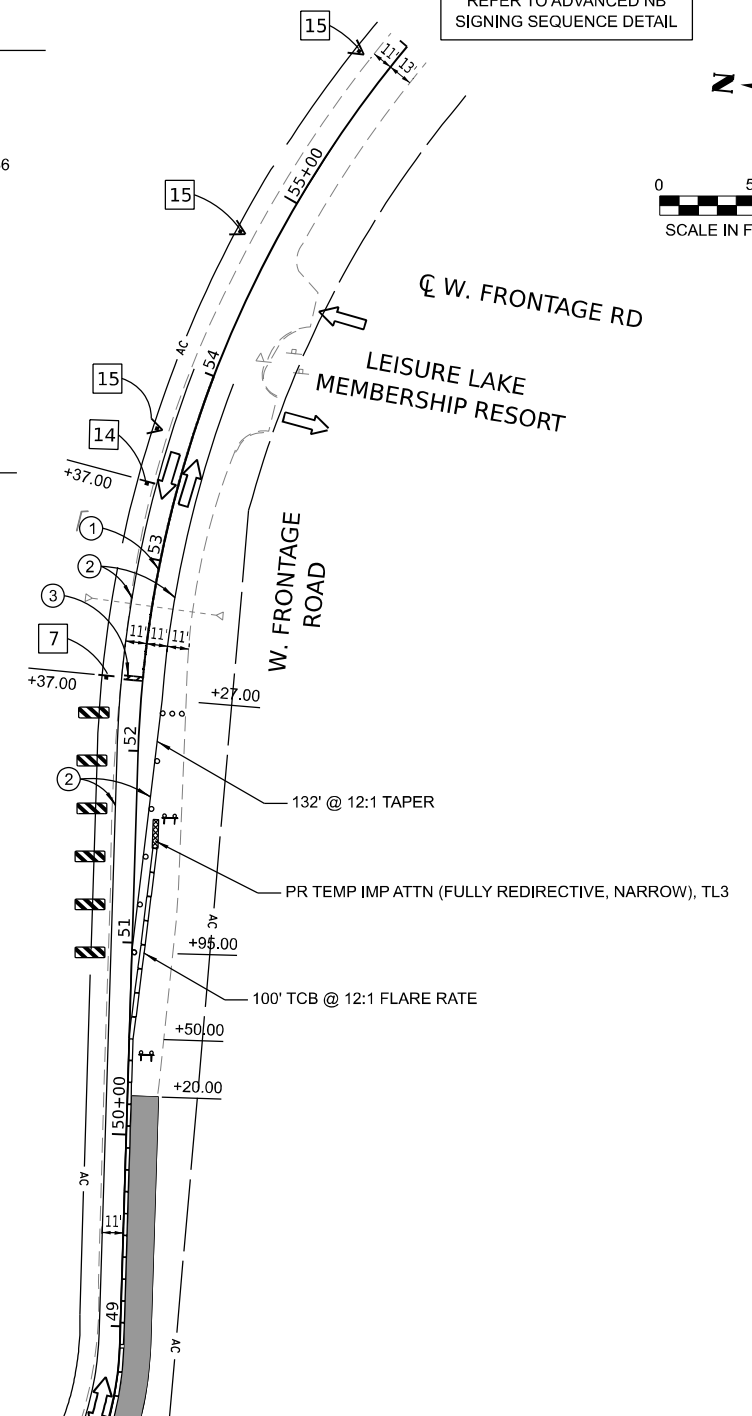 REFER TO ADVANCED NB
SIGNING SEQUENCE DETAIL
15
11'
13'
N
6
0
5
SCALE IN F
15
55+00
℄ W. FRONTAGE RD
LEISURE LAKE
MEMBERSHIP RESORT
AC
54
15
14
+37.00
1
53
2
W. FRONTAGE
ROAD
3
7
11'
11'
11'
+37.00
+27.00
52
2
132' @ 12:1 TAPER
PR TEMP IMP ATTN (FULLY REDIRECTIVE, NARROW), TL3
51
AC
+95.00
100' TCB @ 12:1 FLARE RATE
+50.00
+20.00
50+00
AC
AC
11'
49
AC